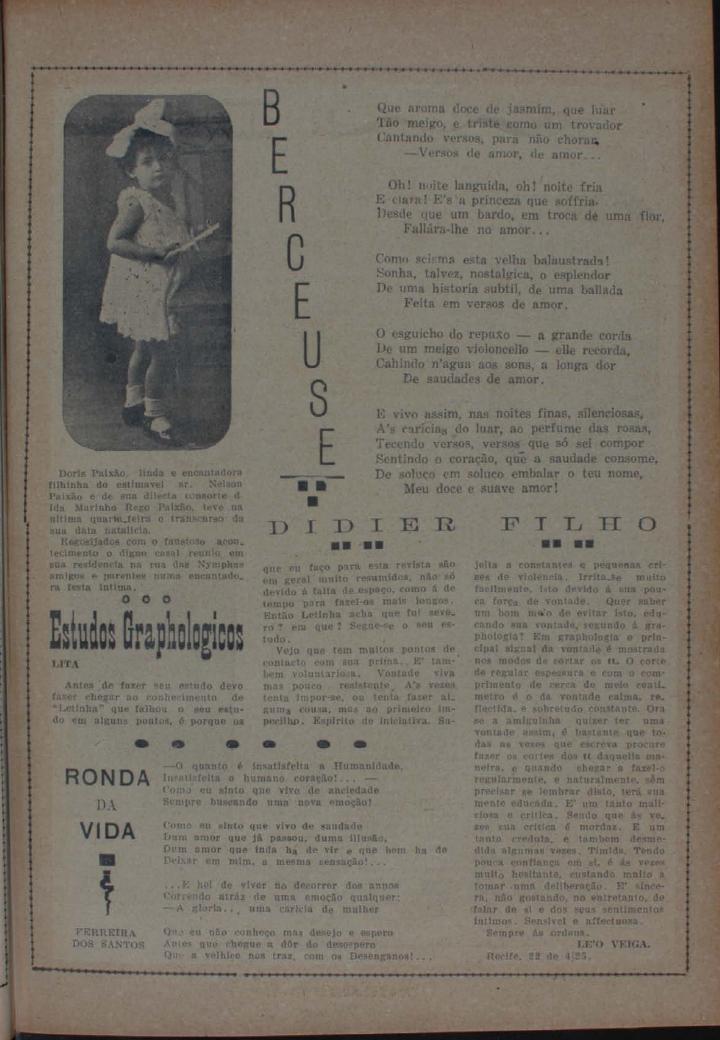 BERCEUSE
Que aroma doce de jasmim, que luar
Tão meigo, e triste como um trovador
Cantando versos, para não chorar,
—Versos de amor, de amor...
Oh! noite languida, oh! noite fria
E clara! E's a princeza que soffria
Desde que um bardo, em troca de uma flor,
Fallára-lhe no amor...
Como scisma esta velha balaustrada!
Sonha, talvez, nostalgica, o esplendor
De uma historia subtil, de uma ballada
Feita em versos de amor.
O esguicho do repuxo — a grande corda
De um meigo violoncello — elle recorda,
Cahindo n'agua aos sons, a longa dor
De saudades de amor.
E vivo assim, nas noites finas, silenciosas,
A's caricias do luar, ao perfume das rosas,
Tecendo versos, versos que só sei compor
Sentindo o coração, que a saudade consome,
De soluço em soluço embalar o teu nome,
Meu doce e suave amor!
DIDIER FILHO
Doris Paixão, linda e encantadora
filhinha do estimavel sr. Nelson
Paixão e de sua dilecta consorte d
Ida Marinho Rego Paixão, teve na
ultima quarta-feira o transcurso da
sua data natalicia.
Regosijados com o faustoso acon-
tecimento o digno casal reuniu em
sua residencia na rua das Nymphas
amigos e parentes numa encantado-
ra festa intima.
Estudos Graphologicos
LITA
Antes de fazer seu estudo devo
fazer chegar ao conhecimento de
"Letinha" que falhou o seu estu-
do em alguns pontos, é porque os
que eu faço para esta revista são
em geral muito resumidos, não só
devido á falta de espaço, como á de
tempo para fazel-os mais longos.
Então Letinha acha que fui seve-
ro? em que? Segue-se o seu es-
tudo.
Vejo que tem muitos pontos de
contacto com sua prima. E' tam-
bem voluntariosa. Vontade viva
mas pouco resistente. A's vezes
tenta impor-se, ou tenta fazer al-
guma cousa, mas ao primeiro im-
pecilho. Espirito de iniciativa. Su-
jeita a constantes e pequenas cri-
ses de violencia. Irrita-se muito
facilmente, isto devido á sua pou-
ca força de vontade. Quer saber
um bom meio de evitar isto, edu-
cando sua vontade, segundo a gra-
phologia? Em graphologia o prin-
cipal signal da vontade é mostrada
nos modos de cortar os tt. O corte
de regular espessura e com o com-
primento de cerca de meio centi-
metro é o da vontade calma, re-
flectida, e sobretudo constante. Ora
se a amiguinha quizer ter uma
vontade assim, é bastante que to-
das as vezes que escreva procure
fazer os cortes dos tt daquella ma-
neira, e quando chegar a fazel-o
regularmente, e naturalmente, sem
precisar se lembrar disto, terá sua
mente educada. E' um tanto mali-
ciosa e critica. Sendo que ás ve-
zes sua critica é mordaz. E um
tanto credula, e tambem desme-
dida algumas vezes. Timida. Tendo
pouca confiança em si, é ás vezes
muito hesitante, custando muito a
tomar uma deliberação. E' since-
ra, não gostando, no entretanto, de
falar de si e dos seus sentimentos
intimos. Sensivel e affectuosa.
Sempre ás ordens.
LE'O VEIGA.
Recife, 22 de 4|25.
RONDA
DA
VIDA
FERREIRA
DOS SANTOS
—O quanto é insatisfeita a Humanidade,
Insatisfeita o humano coração!... —
Como eu sinto que vivo de anciedade
Sempre buscando uma nova emoção!
Como eu sinto que vivo de saudade
Dum amor que já passou, duma illusão,
Dum amor que inda ha de vir e que bem ha de
Deixar em mim, a mesma sensação!...
...E hei de viver no decorrer dos annos
Correndo atráz de uma emoção qualquer:
—A gloria... uma caricia de mulher
Que eu não conheço mas desejo e espero
Antes que chegue a dôr do desespero
Que a velhice nos traz, com os Desenganos!...